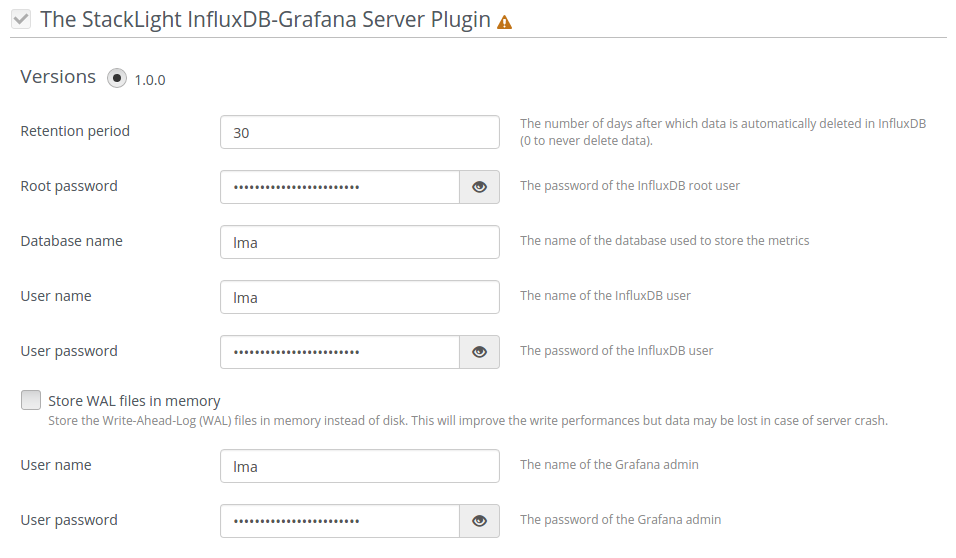 The StackLight InfluxDB-Grafana Server Plugin
Versions 1.0.0
Retention period 30 The number of days after which data is automatically deleted in InfluxDB
(0 to never delete data).
Root password •••••••••••••••••••••••• The password of the InfluxDB root user
Database name lma The name of the database used to store the metrics
User name lma The name of the InfluxDB user
User password •••••••••••••••••••••••• The password of the InfluxDB user
Store WAL files in memory
Store the Write-Ahead-Log (WAL) files in memory instead of disk. This will improve the write performances but data may be lost in case of server crash.
User name lma The name of the Grafana admin
User password •••••••••••••••••••••••• The password of the Grafana admin